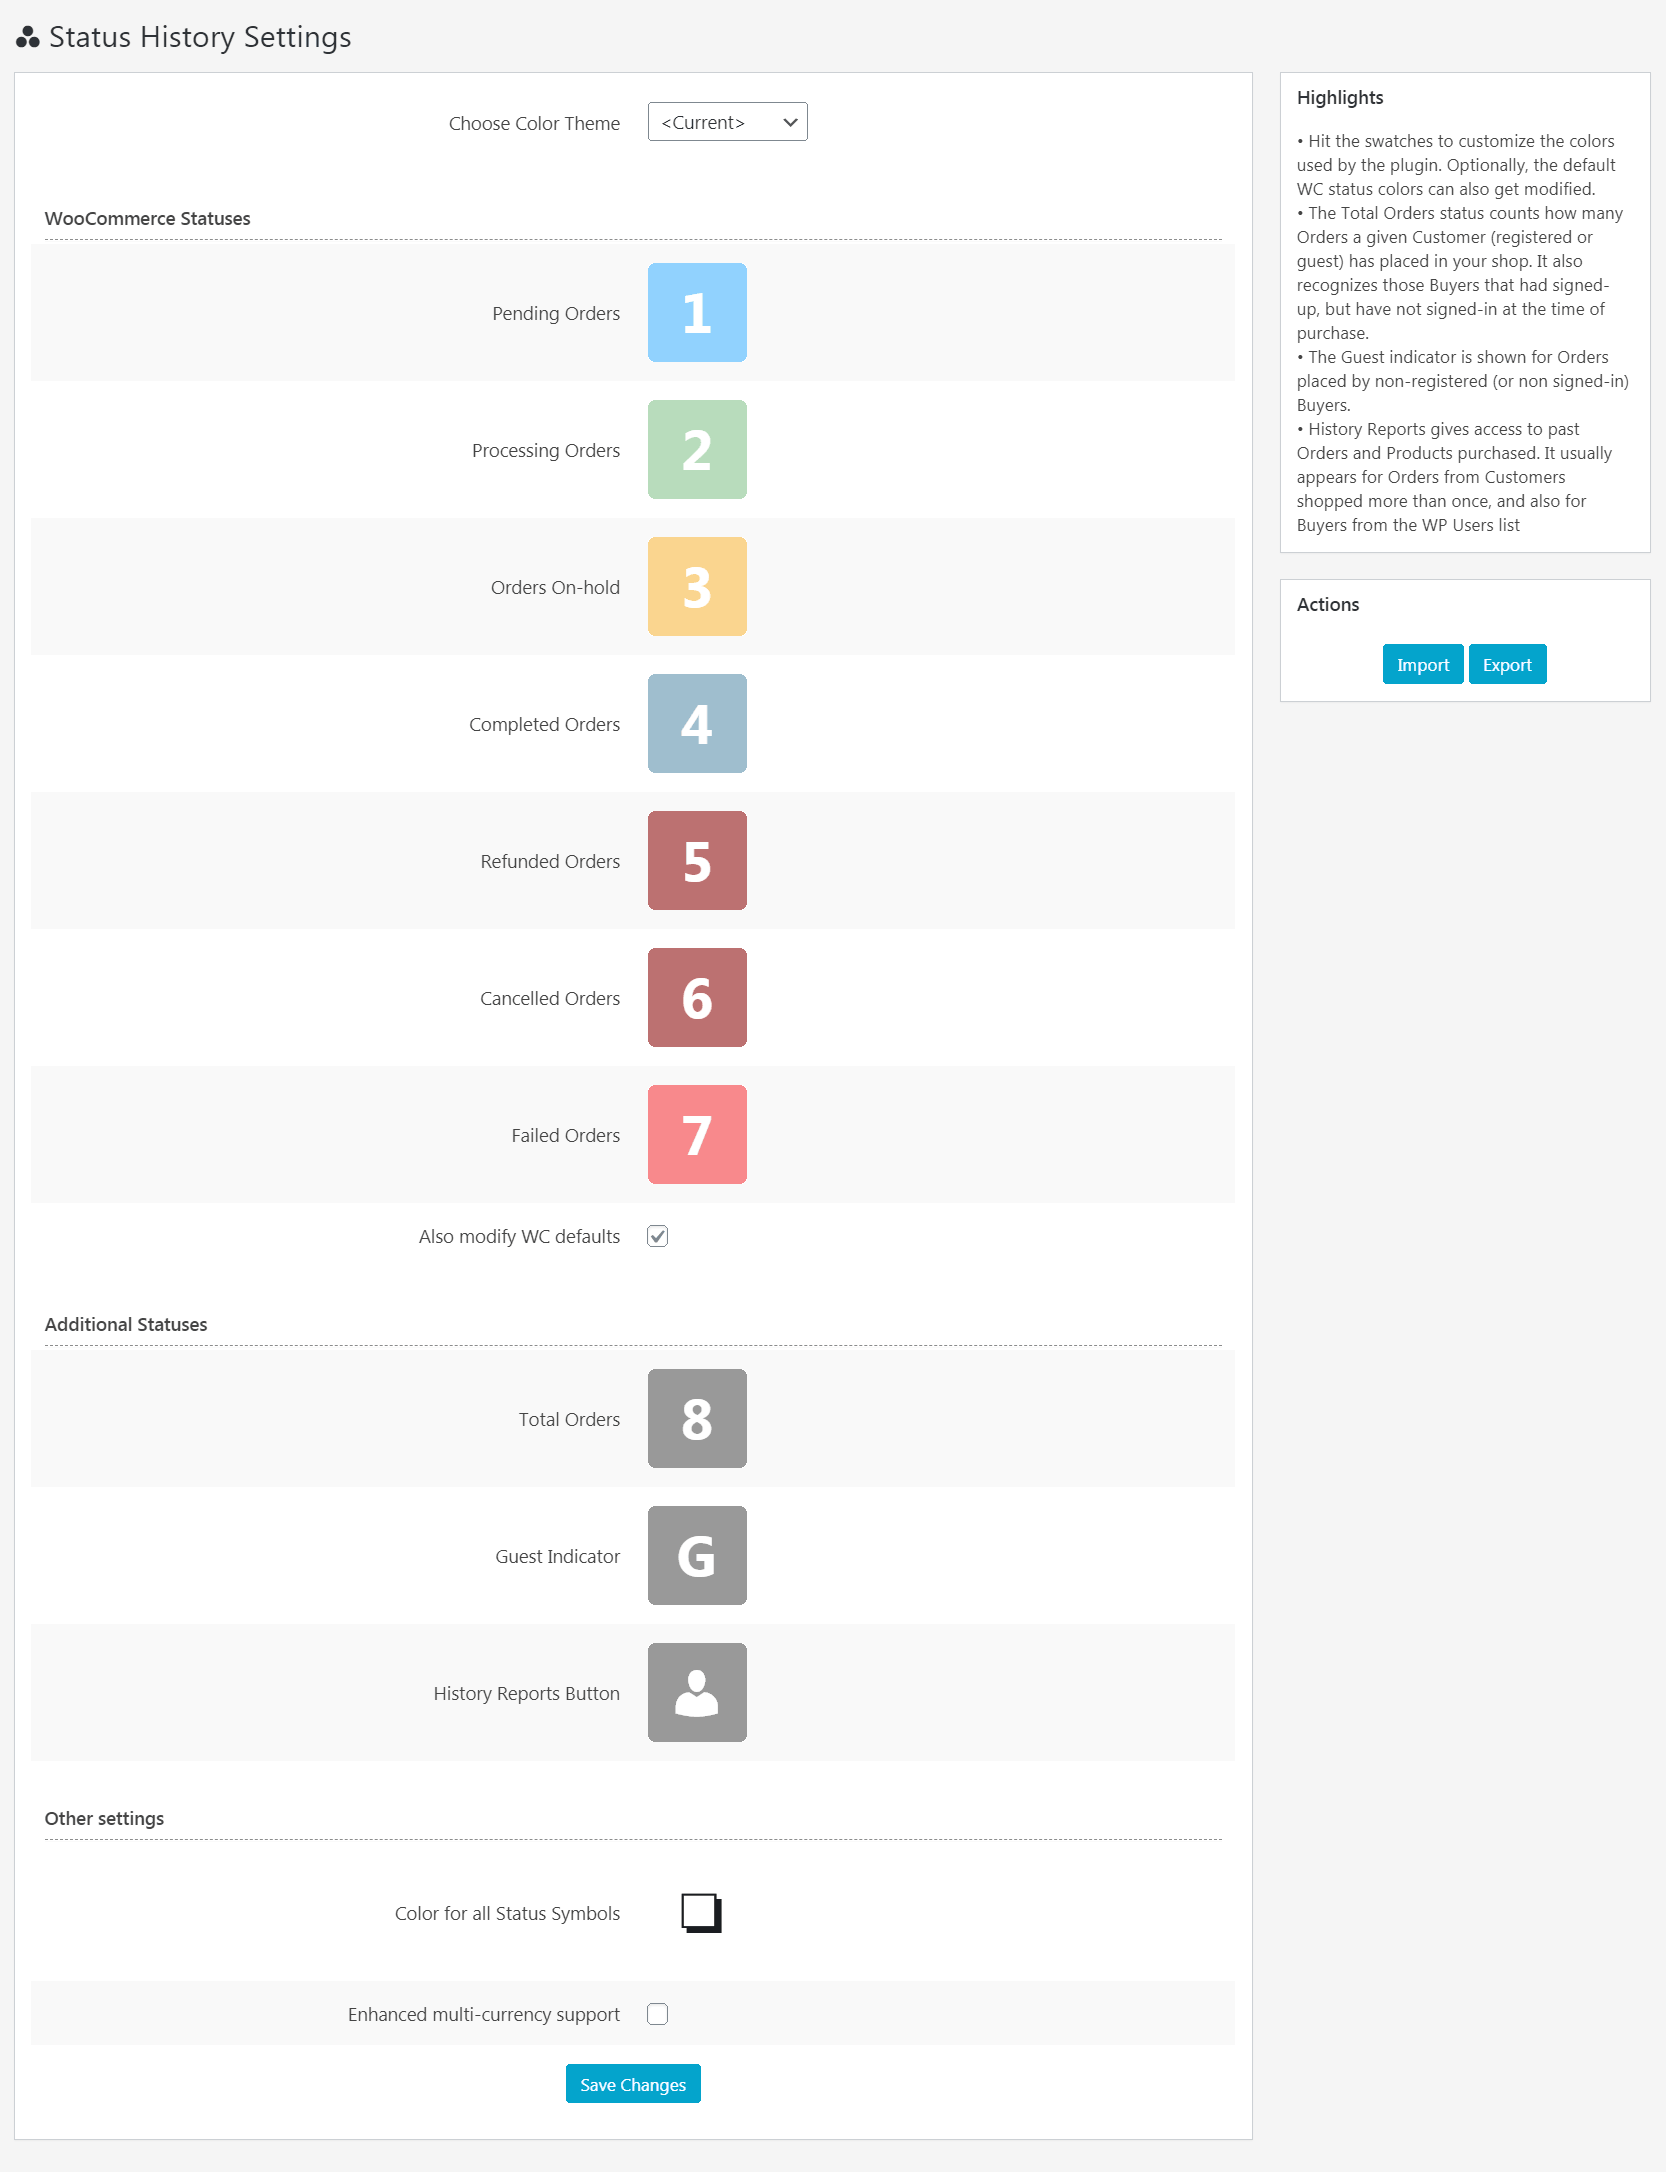 Status History Settings
Choose Color Theme
<Current>
WooCommerce Statuses
Pending Orders
1
Processing Orders
2
Orders On-hold
3
Completed Orders
4
Refunded Orders
5
Cancelled Orders
6
Failed Orders
7
Also modify WC defaults
Additional Statuses
Total Orders
8
Guest Indicator
G
History Reports Button
Other settings
Color for all Status Symbols
Enhanced multi-currency support
Save Changes
Highlights
• Hit the swatches to customize the colors
used by the plugin. Optionally, the default
WC status colors can also get modified.
• The Total Orders status counts how many
Orders a given Customer (registered or
guest) has placed in your shop. It also
recognizes those Buyers that had signed-
up, but have not signed-in at the time of
purchase.
• The Guest indicator is shown for Orders
placed by non-registered (or non signed-in)
Buyers.
• History Reports gives access to past
Orders and Products purchased. It usually
appears for Orders from Customers
shopped more than once, and also for
Buyers from the WP Users list
Actions
Import
Export